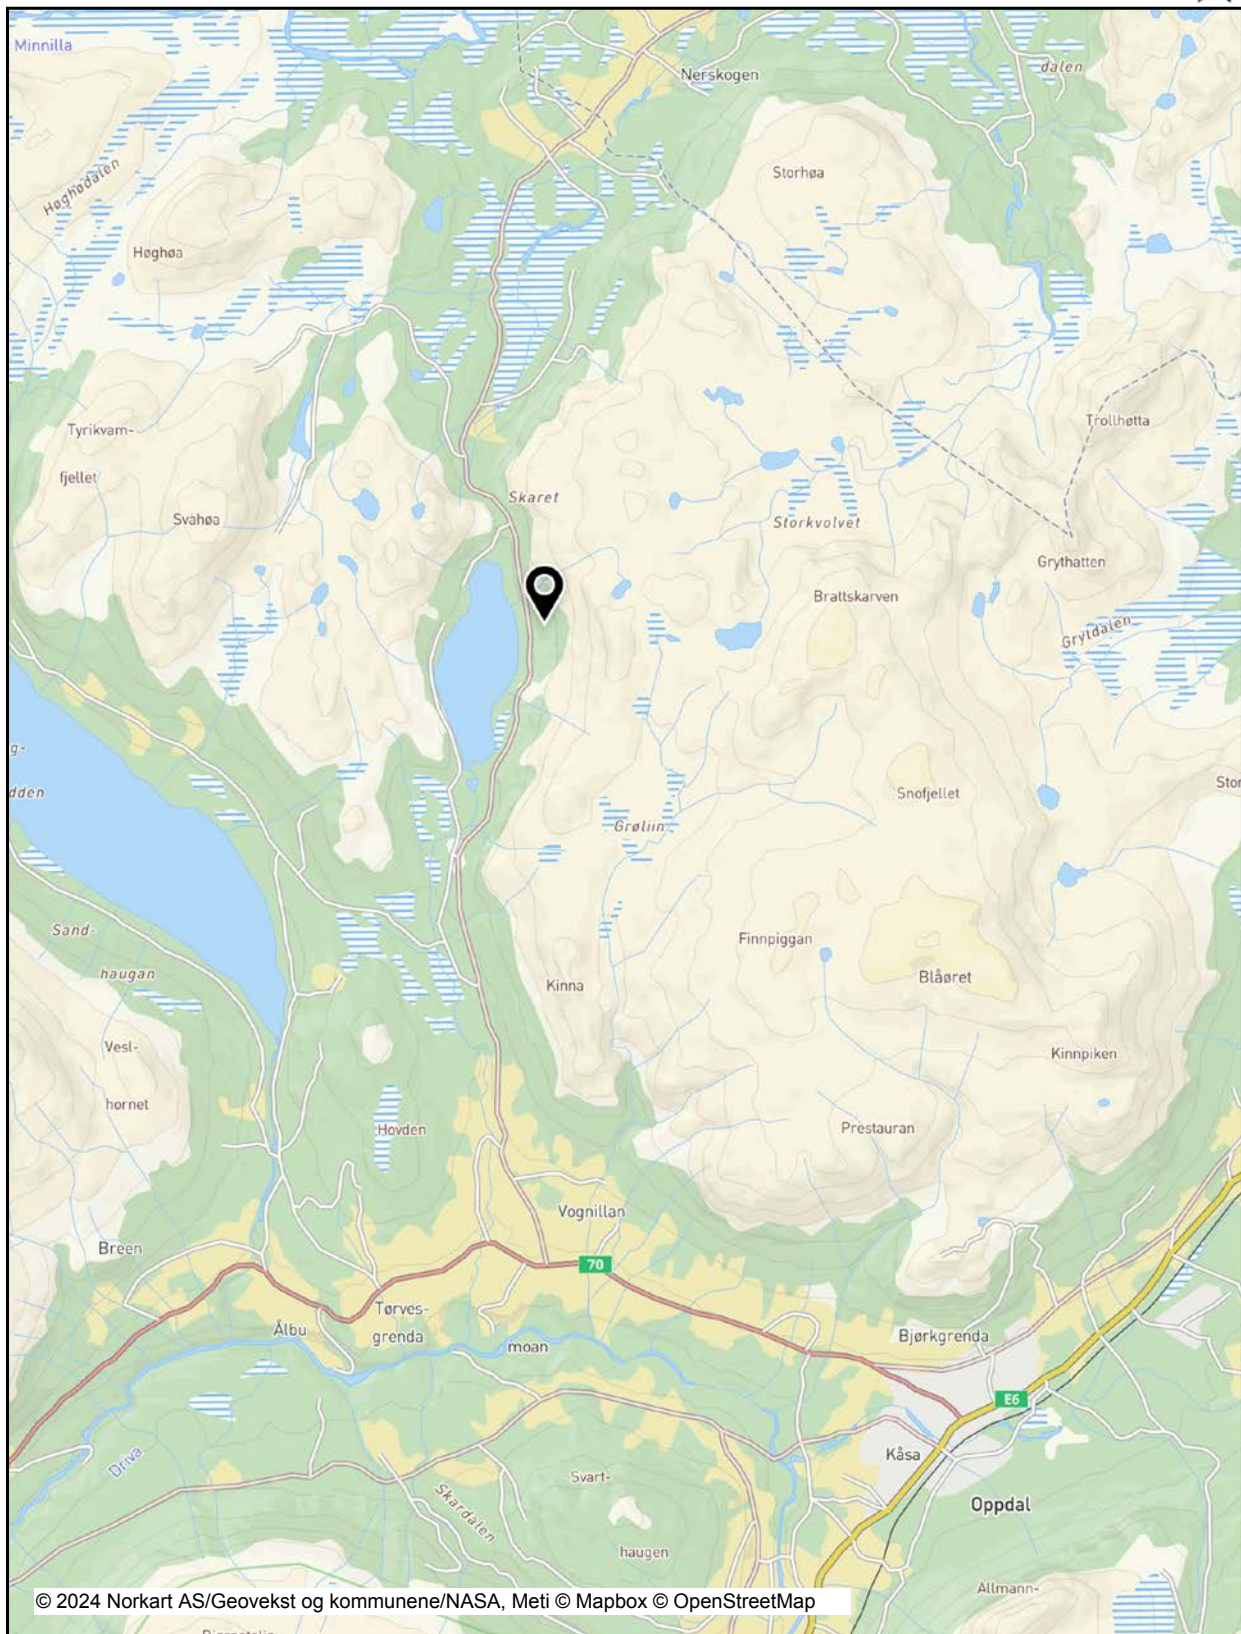 Minnilla
Nerskogen
dalen
Høghødalen
Storhøa
Høghøa
Trollhøtta
Tyrikvam-
fjellet
Skaret
Svahøa
Storkvolvet
Grythatten
Brattskarven
Gryldalen
g-
dden
Stor
Snofjellet
Grøliin
Sand-
haugan
Finnpiggan
Blåøret
Kinna
Vesl-
hornet
Kinnpiken
Hovden
Prestauran
Vognillan
Breen
70
Tørves-
grenda
Ålbu
moan
Bjørkgrenda
E6
Driva
Kåsa
Svart-
haugen
Skardalen
Oppdal
Allmann-
© 2024 Norkart AS/Geovekst og kommunene/NASA, Meti © Mapbox © OpenStreetMap